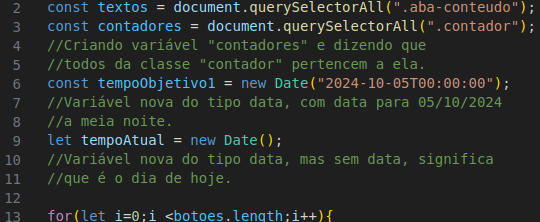 2 const textos = document.querySelectorAll(".aba-conteudo");
3 const contadores = document.querySelectorAll(".contador");
4 //Criando variável "contadores" e dizendo que
5 //todos da classe "contador" pertencem a ela.
6 const tempoObjetivo1 = new Date("2024-10-05T00:00:00");
7 //Variável nova do tipo data, com data para 05/10/2024
8 //a meia noite.
9 let tempoAtual = new Date();
10 //Variável nova do tipo data, mas sem data, significa
11 //que é o dia de hoje.
12
13 for(let i=0;i <botoes.length;i++){